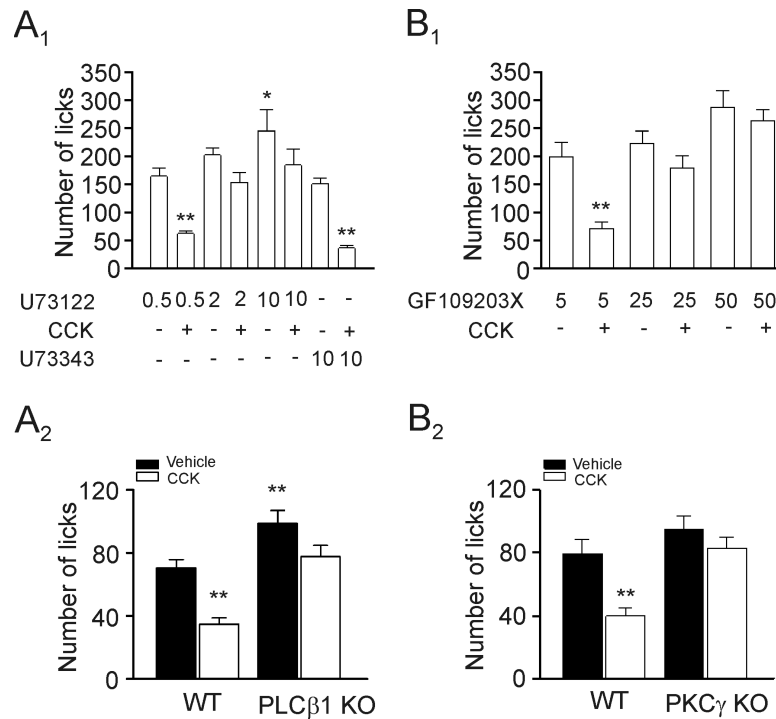 A1
B1
Number of licks
350
300
250
200
150
100
50
0
**
*
**
U73122 0.5 0.5 2 2 10 10 - -
CCK - + - + - + - +
U73343 - - - - - - 10 10
Number of licks
350
300
250
200
150
100
50
0
**
GF109203X 5 5 25 25 50 50
CCK - + - + - +
A2
B2
Vehicle
CCK
Number of licks
120
80
40
0
**
**
WT PLCβ1 KO
Vehicle
CCK
Number of licks
120
80
40
0
**
WT PKCγ KO